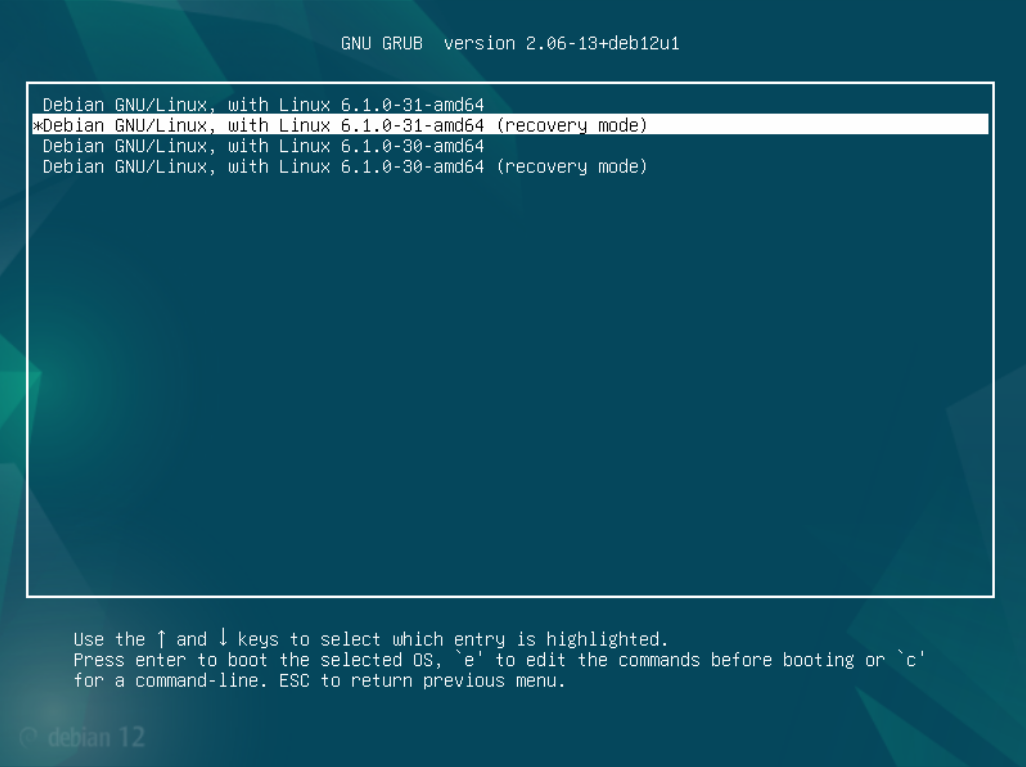 GNU GRUB  version 2.06-13+deb12u1
Debian GNU/Linux, with Linux 6.1.0-31-amd64
*Debian GNU/Linux, with Linux 6.1.0-31-amd64 (recovery mode)
Debian GNU/Linux, with Linux 6.1.0-30-amd64
Debian GNU/Linux, with Linux 6.1.0-30-amd64 (recovery mode)
Use the ↑ and ↓ keys to select which entry is highlighted.
Press enter to boot the selected OS, `e' to edit the commands before booting or `c'
for a command-line. ESC to return previous menu.
debian 12